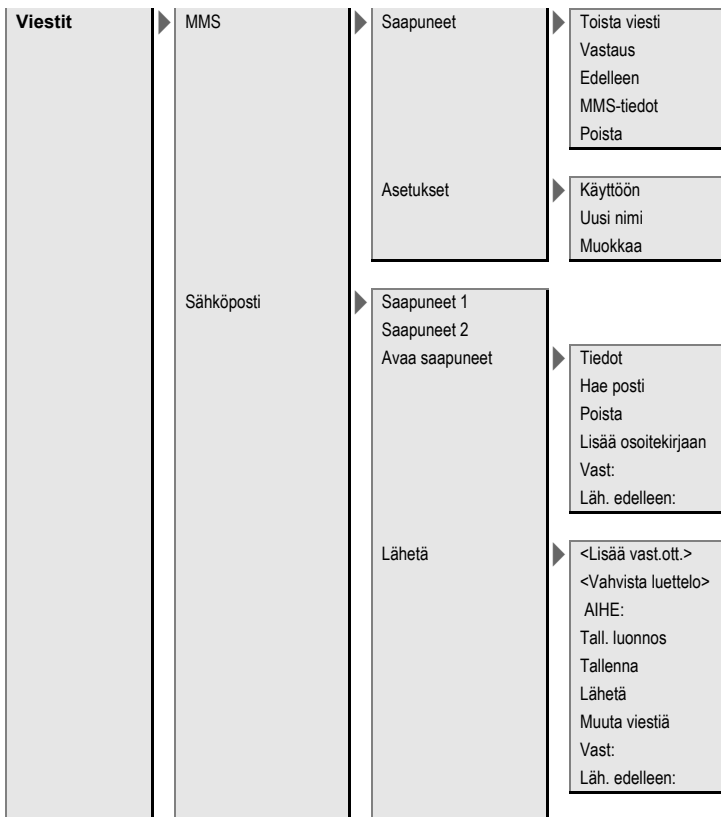 Viestit
MMS
Saapuneet
Toista viesti
Vastaus
Edelleen
MMS-tiedot
Poista
Asetukset
Käyttöön
Uusi nimi
Muokkaa
Sähköposti
Saapuneet 1
Saapuneet 2
Avaa saapuneet
Tiedot
Hae posti
Poista
Lisää osoitekirjaan
Vast:
Läh. edelleen:
Lähetä
<Lisää vast.ott.>
<Vahvista luettelo>
AIHE:
Tall. luonnos
Tallenna
Lähetä
Muuta viestiä
Vast:
Läh. edelleen: